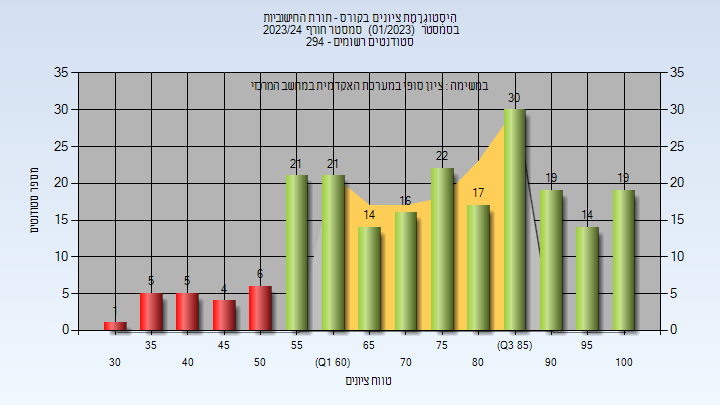 היסטוגרמת ציונים בקורס - תורת החישוביות
בסמסטר (01/2023) סמסטר חורף 2023/24
סטודנטים רשומים - 294
במשימה : ציון סופי במערכת האקדמית במחשב המרכזי
35 35
30 30
25 25
20 20
15 15
10 10
5 5
0 0
מספר סטודנטים
1 5 5 4 6 21 21 14 16 22 17 30 19 14 19
35 45 55 65 75 (Q3 85) 95
30 40 50 (Q1 60) 70 80 90 100
טווח ציונים